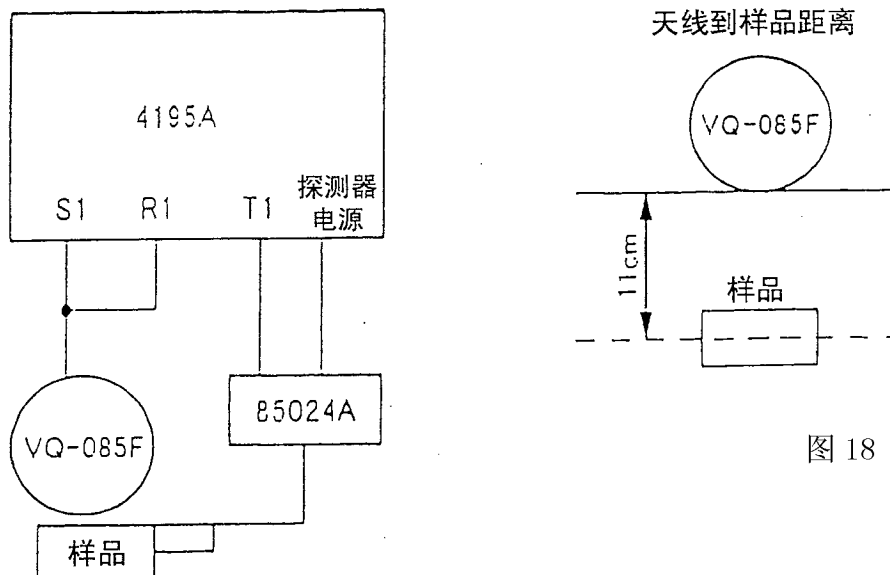 4195A
S1 R1 T1 探测器
电源
VQ-085F
85024A
样品
天线到样品距离
VQ-085F
11cm
样品
图 18